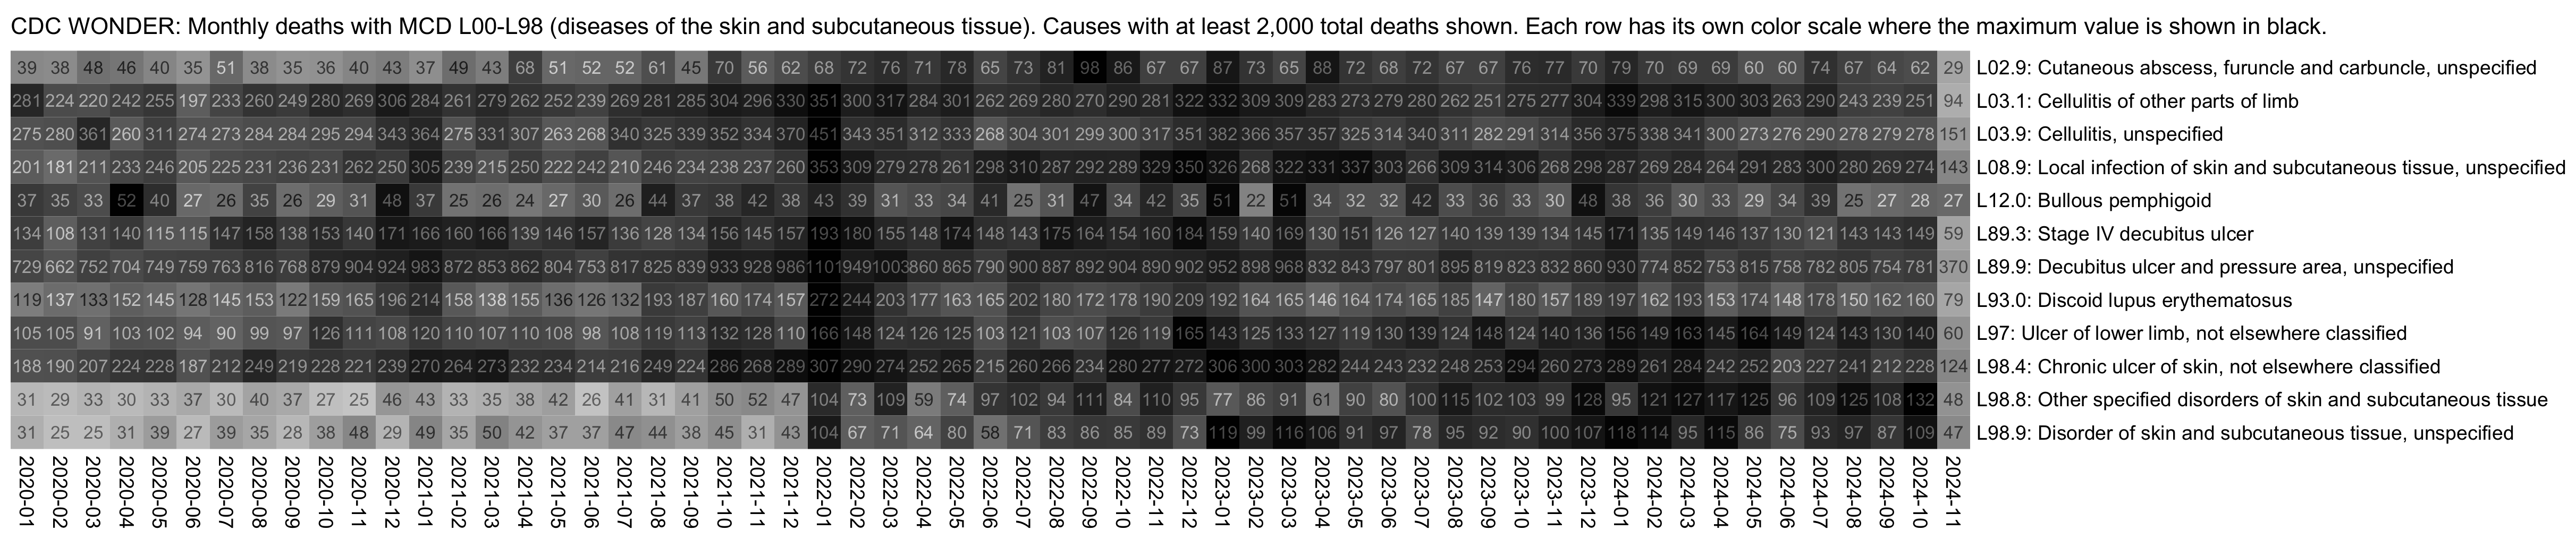 CDC WONDER: Monthly deaths with MCD L00-L98 (diseases of the skin and subcutaneous tissue). Causes with at least 2,000 total deaths shown. Each row has its own color scale where the maximum value is shown in black.
39 38 48 46 40 35 51 38 35 36 40 43 37 49 43 68 51 52 52 61 45 70 56 62 68 72 76 71 78 65 73 81 98 86 67 67 87 73 65 88 72 68 72 67 67 76 77 70 79 70 69 69 60 60 74 67 64 62 29 L02.9: Cutaneous abscess, furuncle and carbuncle, unspecified
281 224 220 242 255 197 233 260 249 280 269 306 284 261 279 262 252 239 269 281 285 304 296 330 351 300 317 284 301 262 269 280 270 290 281 322 332 309 309 283 273 279 280 262 251 275 277 304 339 298 315 300 303 263 290 243 239 251 94 L03.1: Cellulitis of other parts of limb
275 280 361 260 311 274 273 284 284 295 294 343 364 275 331 307 263 268 340 325 339 352 334 370 451 343 351 312 333 268 304 301 299 300 317 351 382 366 357 357 325 314 340 311 282 291 314 356 375 338 341 300 273 276 290 278 279 278 151 L03.9: Cellulitis, unspecified
201 181 211 233 246 205 225 231 236 231 262 250 305 239 215 250 222 242 210 246 234 238 237 260 353 309 279 278 261 298 310 287 292 289 329 350 326 268 322 331 337 303 266 309 314 306 268 298 287 269 284 264 291 283 300 280 269 274 143 L08.9: Local infection of skin and subcutaneous tissue, unspecified
37 35 33 52 40 27 26 35 26 29 31 48 37 25 26 24 27 30 26 44 37 38 42 38 43 39 31 33 34 41 25 31 47 34 42 35 51 22 51 34 32 32 42 33 36 33 30 48 38 36 30 33 29 34 39 25 27 28 27 L12.0: Bullous pemphigoid
134 108 131 140 115 115 147 158 138 153 140 171 166 160 166 139 146 157 136 128 134 156 145 157 193 180 155 148 174 148 143 175 164 154 160 184 159 140 169 130 151 126 127 140 139 139 134 145 171 135 149 146 137 130 121 143 143 149 59 L89.3: Stage IV decubitus ulcer
729 662 752 704 749 759 763 816 768 879 904 924 983 872 853 862 804 753 817 825 839 933 928 986 1101 949 1003 860 865 790 900 887 892 904 890 902 952 898 968 832 843 797 801 895 819 823 832 860 930 774 852 753 815 758 782 805 754 781 370 L89.9: Decubitus ulcer and pressure area, unspecified
119 137 133 152 145 128 145 153 122 159 165 196 214 158 138 155 136 126 132 193 187 160 174 157 272 244 203 177 163 165 202 180 172 178 190 209 192 164 165 146 164 174 165 185 147 180 157 189 197 162 193 153 174 148 178 150 162 160 79 L93.0: Discoid lupus erythematosus
105 105 91 103 102 94 90 99 97 126 111 108 120 110 107 110 108 98 108 119 113 132 128 110 166 148 124 126 125 103 121 103 107 126 119 165 143 125 133 127 119 130 139 124 148 124 140 136 156 149 163 145 164 149 124 143 130 140 60 L97: Ulcer of lower limb, not elsewhere classified
188 190 207 224 228 187 212 249 219 228 221 239 270 264 273 232 234 214 216 249 224 286 268 289 307 290 274 252 265 215 260 266 234 280 277 272 306 300 303 282 244 243 232 248 253 294 260 273 289 261 284 242 252 203 227 241 212 228 124 L98.4: Chronic ulcer of skin, not elsewhere classified
31 29 33 30 33 37 30 40 37 27 25 46 43 33 35 38 42 26 41 31 41 50 52 47 104 73 109 59 74 97 102 94 111 84 110 95 77 86 91 61 90 80 100 115 102 103 99 128 95 121 127 117 125 96 109 125 108 132 48 L98.8: Other specified disorders of skin and subcutaneous tissue
31 25 25 31 39 27 39 35 28 38 48 29 49 35 50 42 37 37 47 44 38 45 31 43 104 67 71 64 80 58 71 83 86 85 89 73 119 99 116 106 91 97 78 95 92 90 100 107 118 114 95 115 86 75 93 97 87 109 47 L98.9: Disorder of skin and subcutaneous tissue, unspecified
2020-01 2020-02 2020-03 2020-04 2020-05 2020-06 2020-07 2020-08 2020-09 2020-10 2020-11 2020-12 2021-01 2021-02 2021-03 2021-04 2021-05 2021-06 2021-07 2021-08 2021-09 2021-10 2021-11 2021-12 2022-01 2022-02 2022-03 2022-04 2022-05 2022-06 2022-07 2022-08 2022-09 2022-10 2022-11 2022-12 2023-01 2023-02 2023-03 2023-04 2023-05 2023-06 2023-07 2023-08 2023-09 2023-10 2023-11 2023-12 2024-01 2024-02 2024-03 2024-04 2024-05 2024-06 2024-07 2024-08 2024-09 2024-10 2024-11